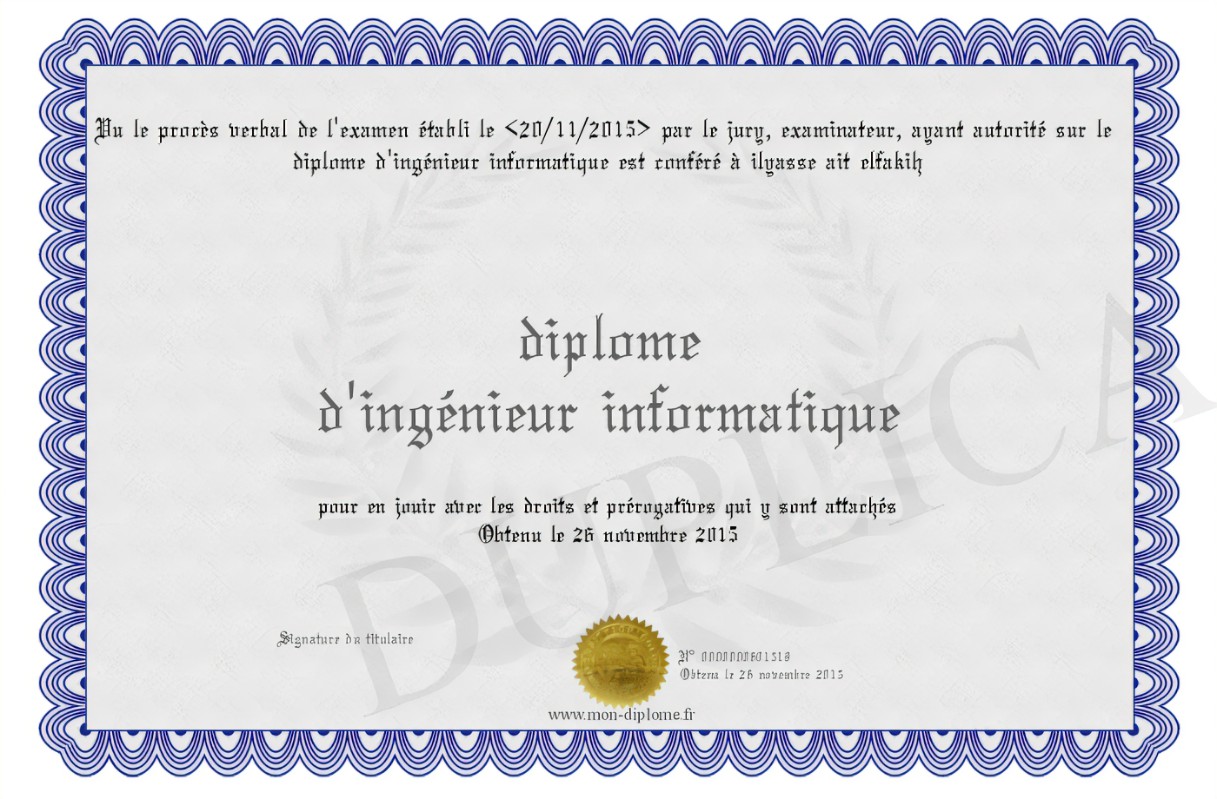 Vu le procès verbal de l'examen établi le <20/11/2015> par le jury, examinateur, ayant autorité sur le
diplome d'ingénieur informatique est conféré à ilyasse ait elfakih
diplome
d'ingénieur informatique
pour en jouir avec les droits et prérogatives qui y sont attachés
Obtenu le 26 novembre 2015
DUPLICA
Signature du titulaire
N° 0000000601518
Obtenu le 26 novembre 2015
www.mon-diplome.fr